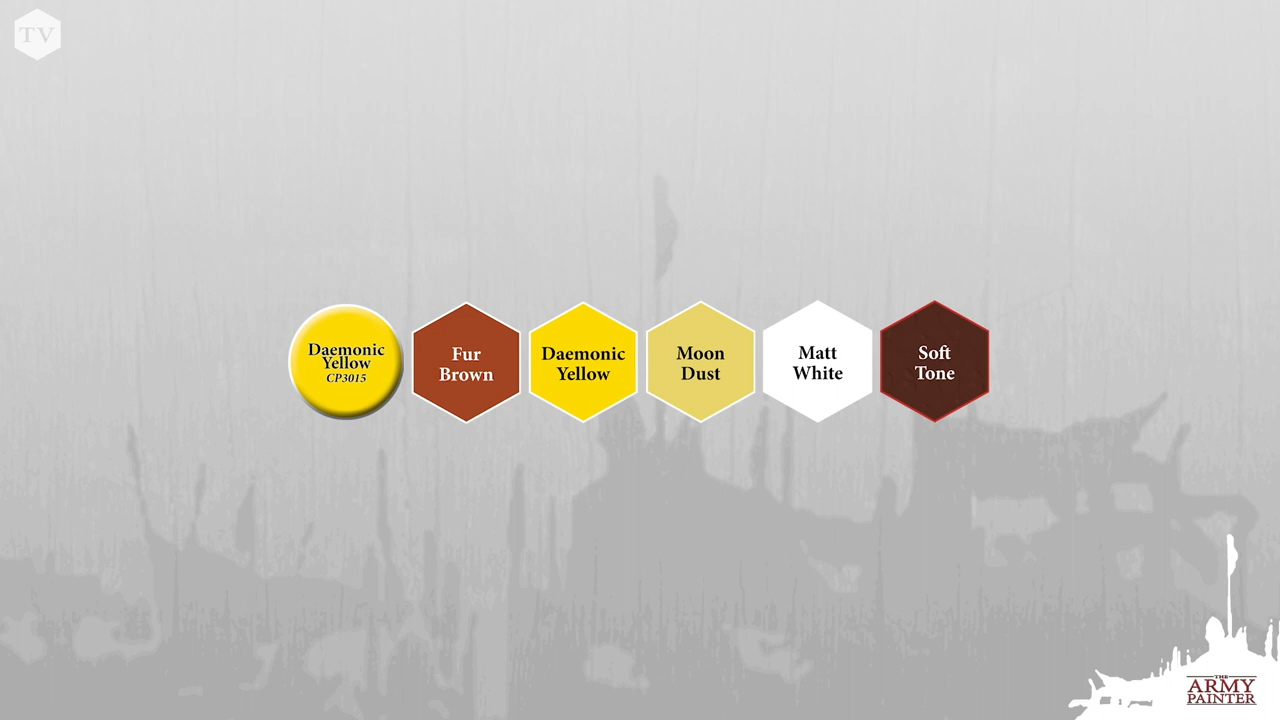 TV
Daemonic
Yellow
CP3015
Fur
Brown
Daemonic
Yellow
Moon
Dust
Matt
White
Soft
Tone
THE
ARMY
PAINTER